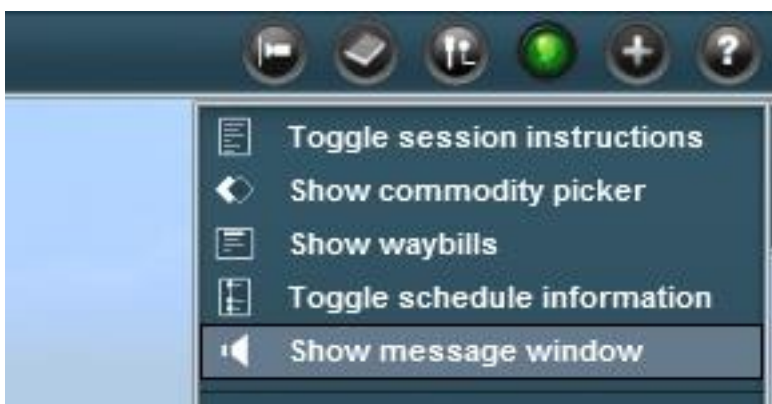 ?
Toggle session instructions
Show commodity picker
Show waybills
Toggle schedule information
Show message window